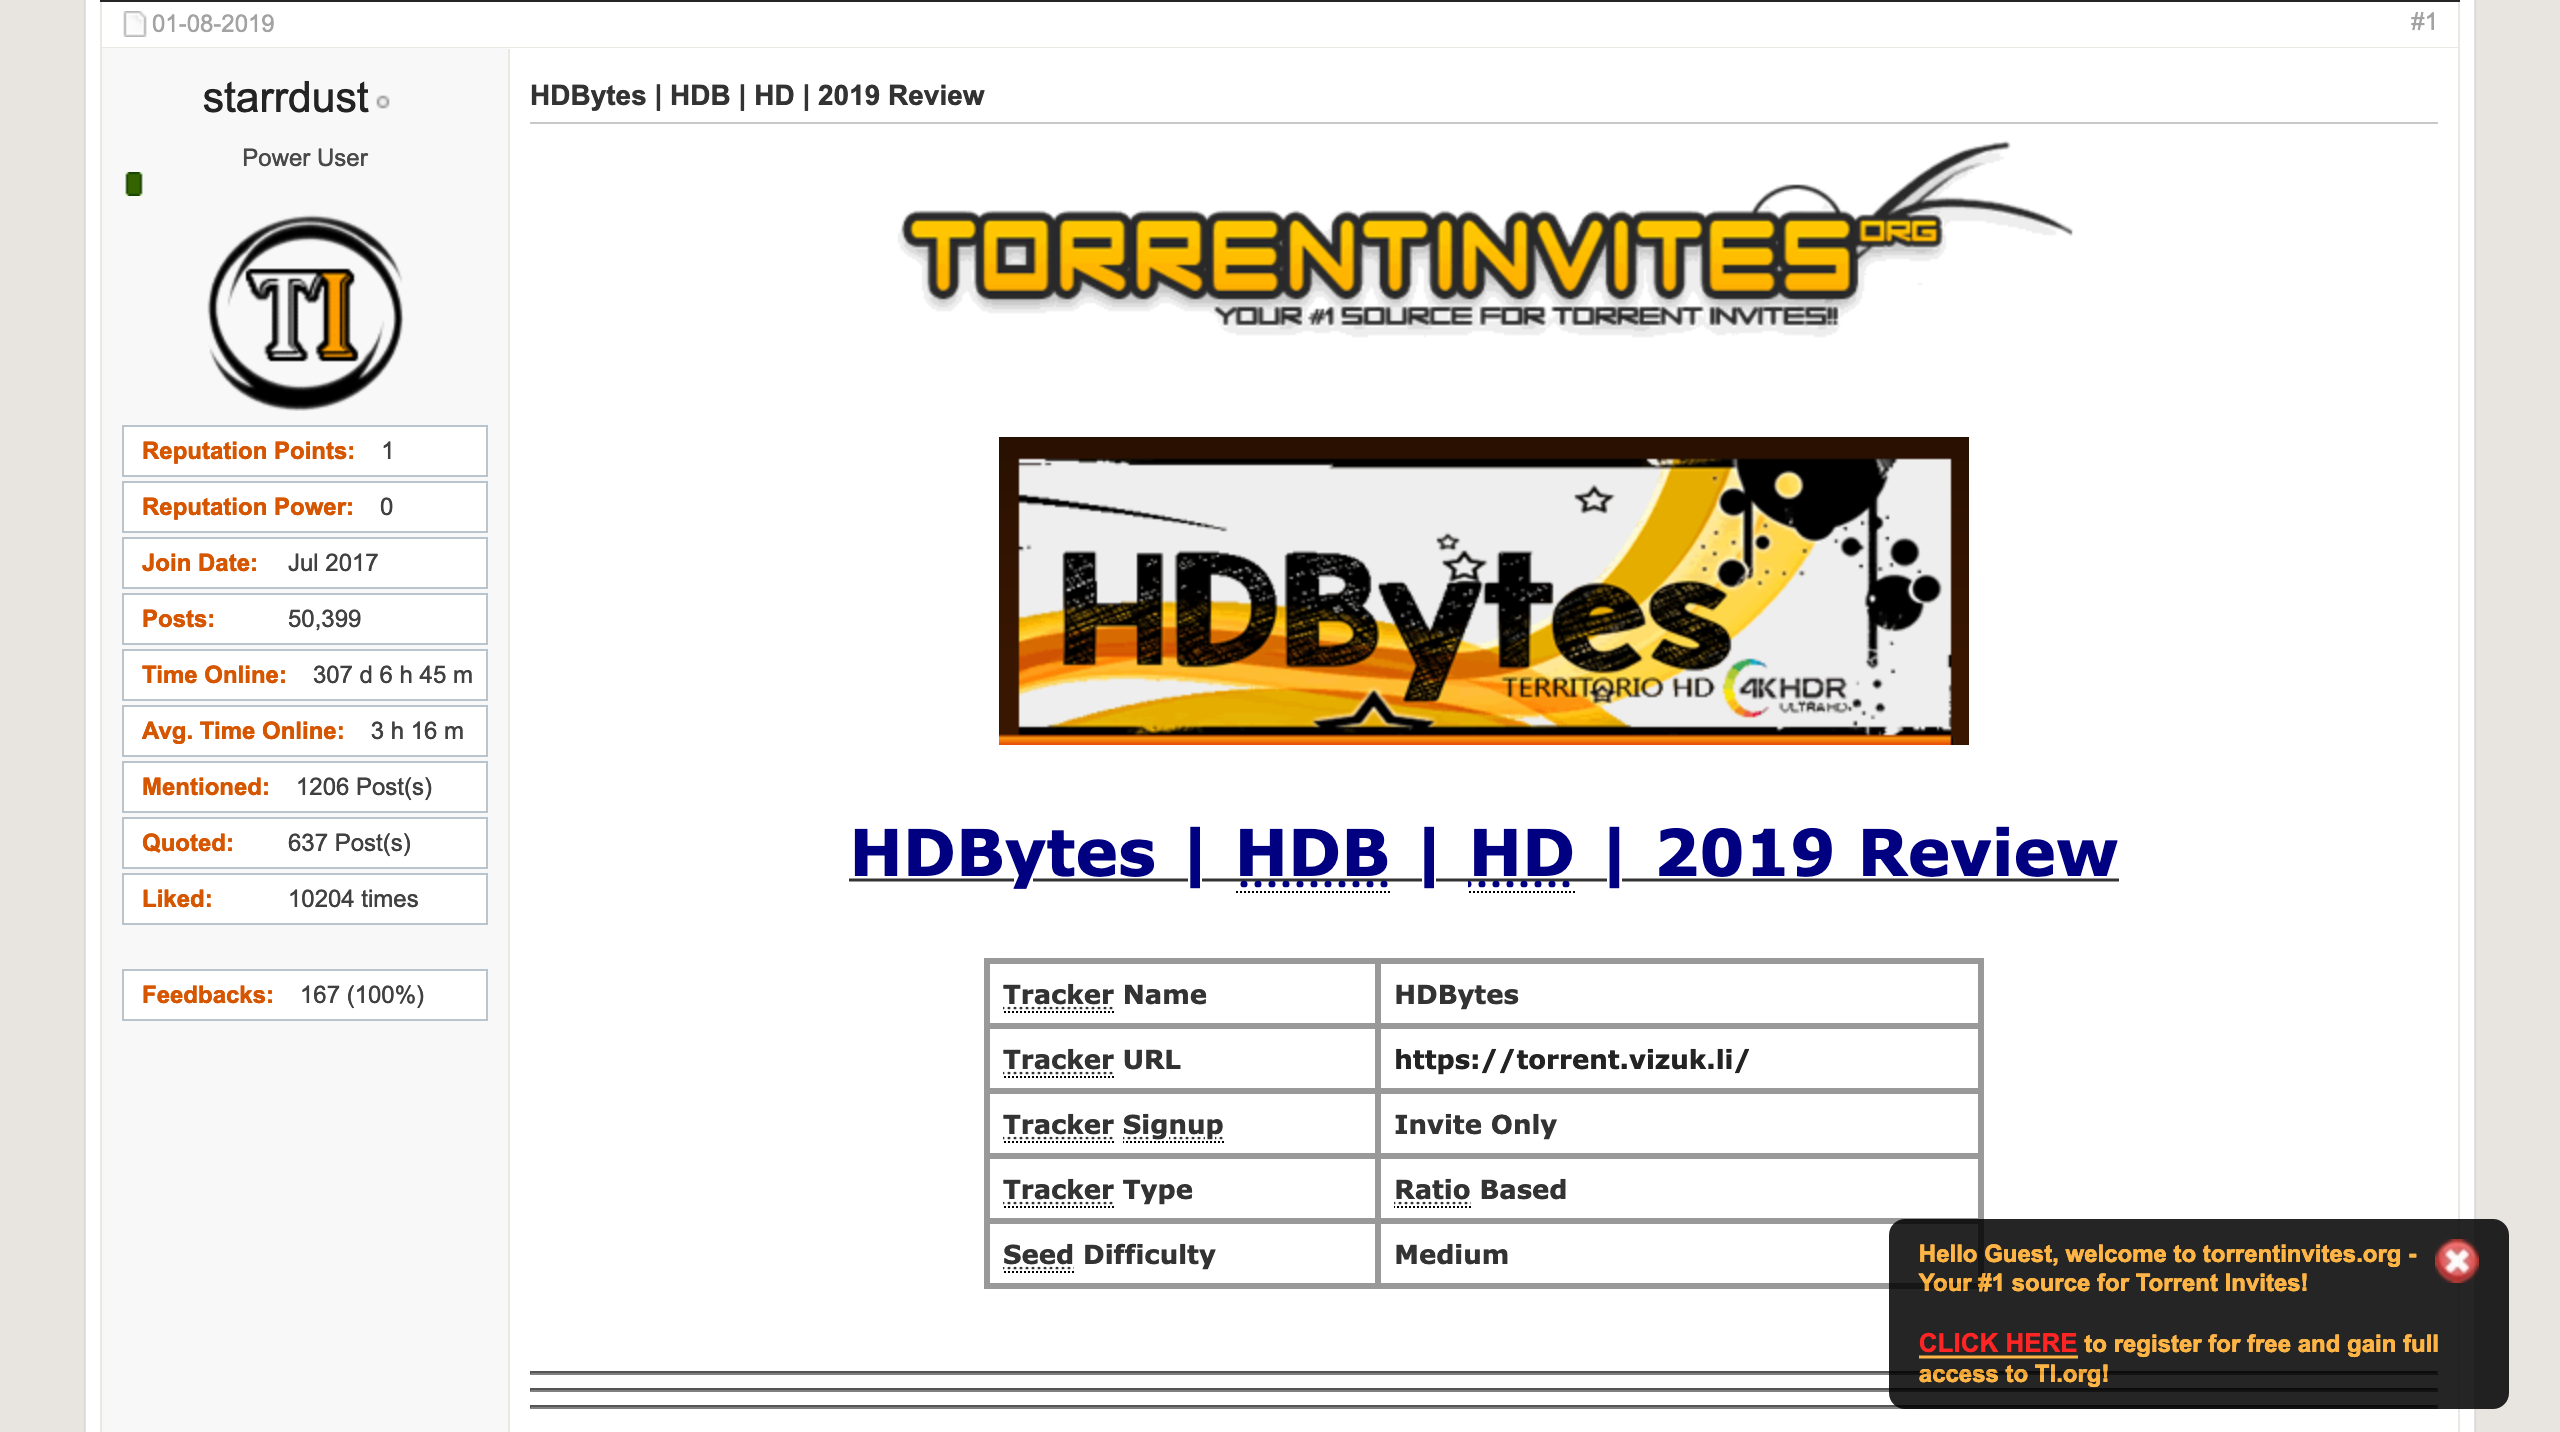 01-08-2019
#1
starrdust
Power User
TI
Reputation Points: 1
Reputation Power: 0
Join Date: Jul 2017
Posts: 50,399
Time Online: 307 d 6 h 45 m
Avg. Time Online: 3 h 16 m
Mentioned: 1206 Post(s)
Quoted: 637 Post(s)
Liked: 10204 times
Feedbacks: 167 (100%)
HDBytes | HDB | HD | 2019 Review
TORRENTINVITES ORG
YOUR #1 SOURCE FOR TORRENT INVITES!!
HDBytes
TERRITORIO HD 4K HDR
ULTRA HD
HDBytes | HDB | HD | 2019 Review
Tracker Name HDBytes
Tracker URL https://torrent.vizuk.li/
Tracker Signup Invite Only
Tracker Type Ratio Based
Seed Difficulty Medium
Hello Guest, welcome to torrentinvites.org -
Your #1 source for Torrent Invites!
CLICK HERE to register for free and gain full
access to TI.org!